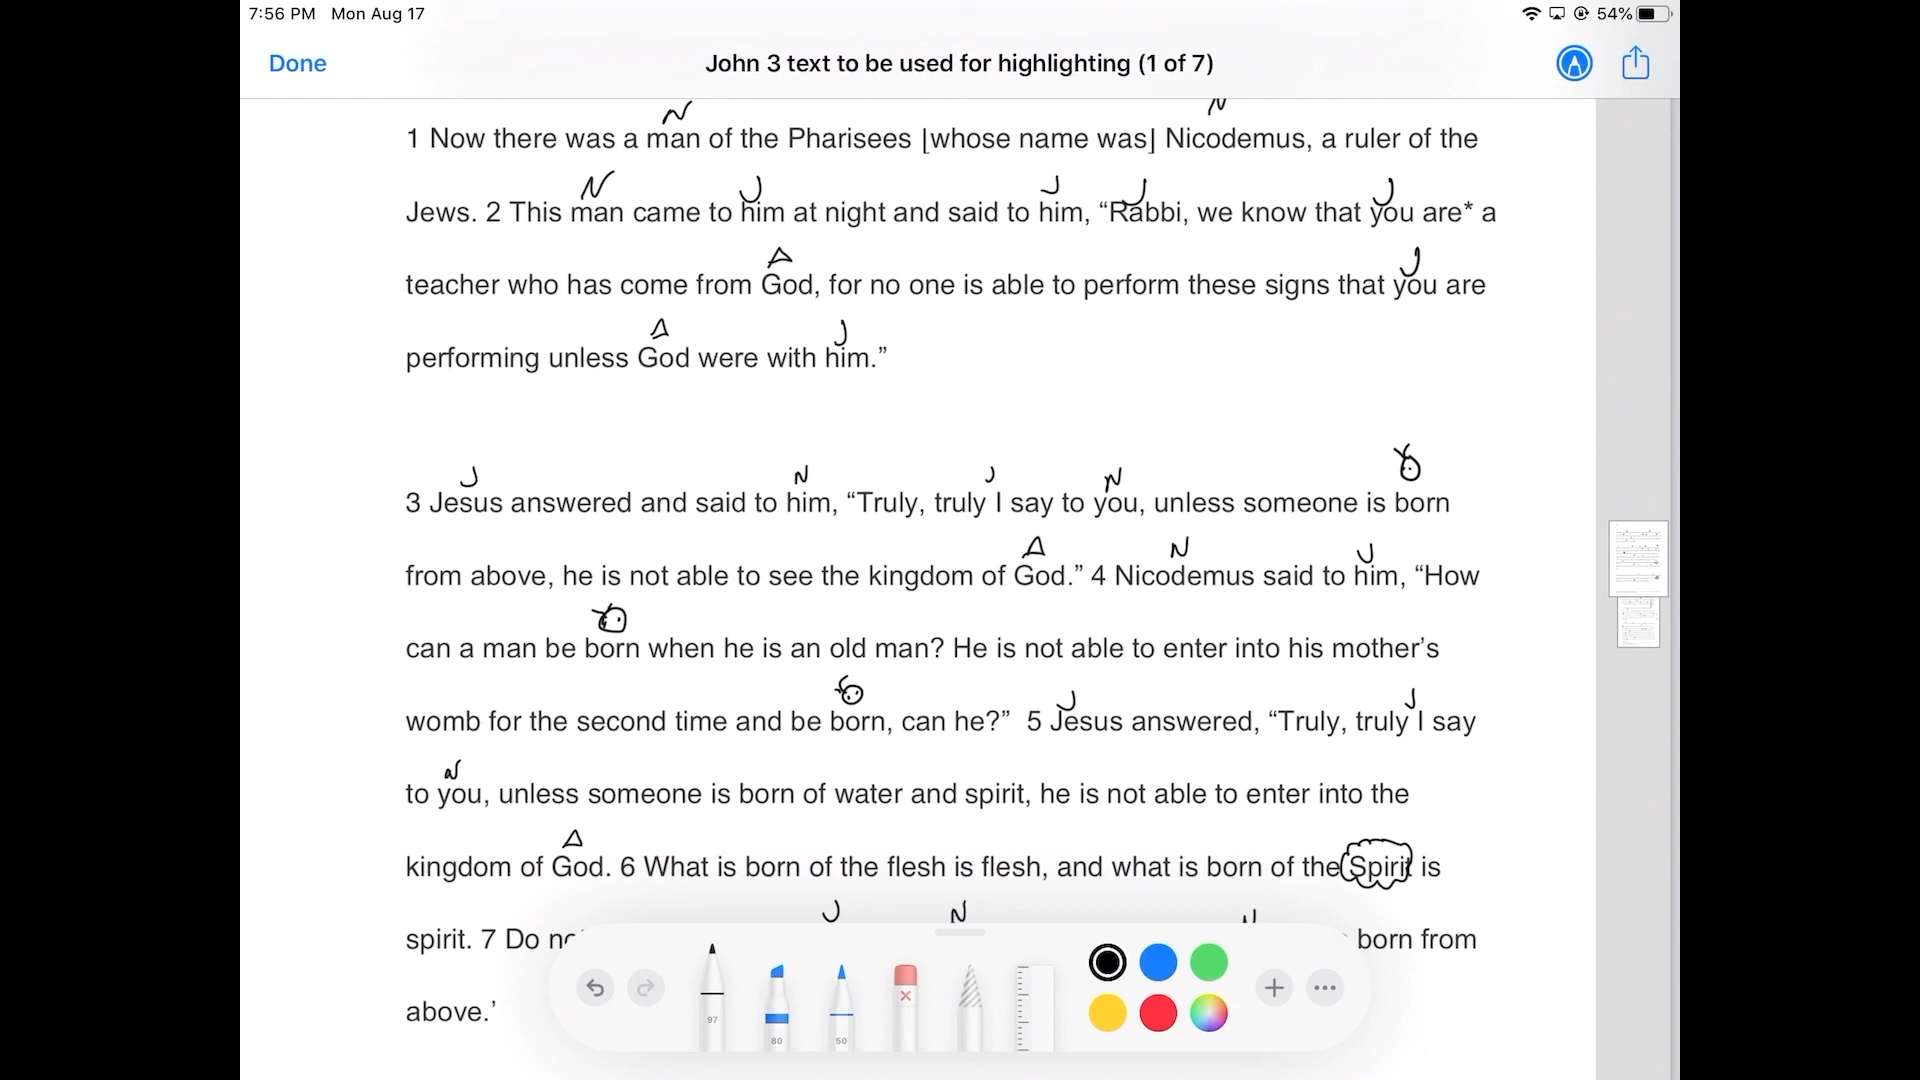 7:56 PM Mon Aug 17 54%
Done John 3 text to be used for highlighting (1 of 7)
N N
1 Now there was a man of the Pharisees ⌊whose name was⌋ Nicodemus, a ruler of the
N J J J J
Jews. 2 This man came to him at night and said to him, “Rabbi, we know that you are* a
Δ J
teacher who has come from God, for no one is able to perform these signs that you are
Δ J
performing unless God were with him.”
J N J N
3 Jesus answered and said to him, “Truly, truly I say to you, unless someone is born
Δ N J
from above, he is not able to see the kingdom of God.” 4 Nicodemus said to him, “How
can a man be born when he is an old man? He is not able to enter into his mother’s
J J
womb for the second time and be born, can he?” 5 Jesus answered, “Truly, truly I say
N
to you, unless someone is born of water and spirit, he is not able to enter into the
Δ
kingdom of God. 6 What is born of the flesh is flesh, and what is born of the Spirit is
J N N
spirit. 7 Do no born from
above.’
97 80 50